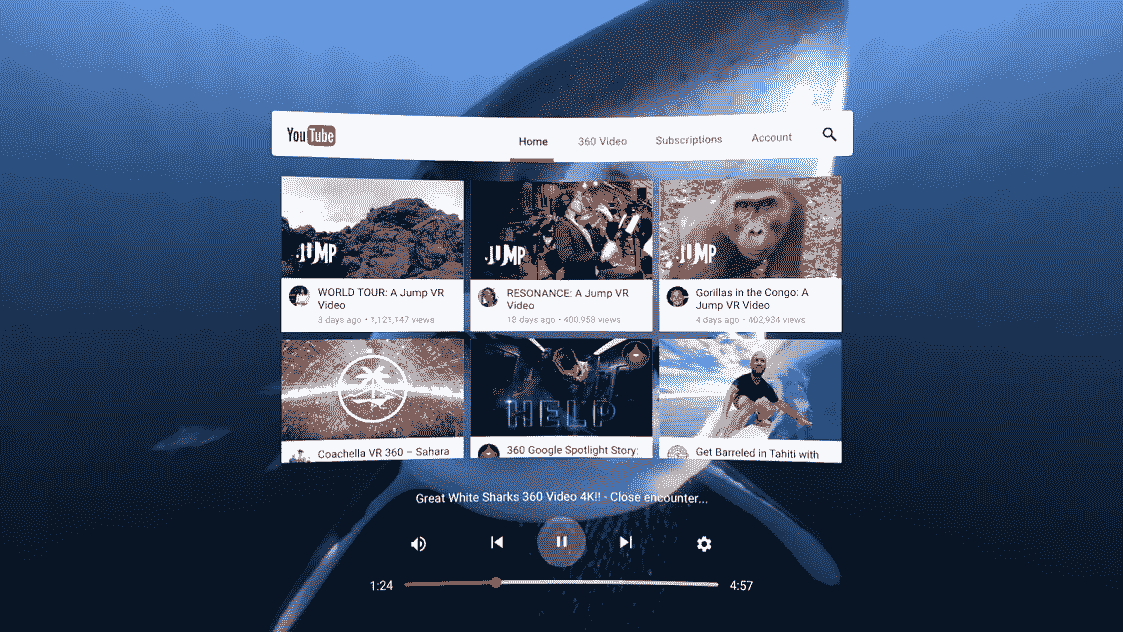 YouTube
Home 360 Video Subscriptions Account
JUMP
JUMP
JUMP
WORLD TOUR: A Jump VR
Video
3 days ago • 1,121,147 views
RESONANCE: A Jump VR
Video
10 days ago • 400,958 views
Gorillas in the Congo: A
Jump VR Video
4 days ago • 402,934 views
HELP
Coachella VR 360 – Sahara
360 Google Spotlight Story:
Get Barreled in Tahiti with
Great White Sharks 360 Video 4K!! - Close encounter...
1:24
4:57